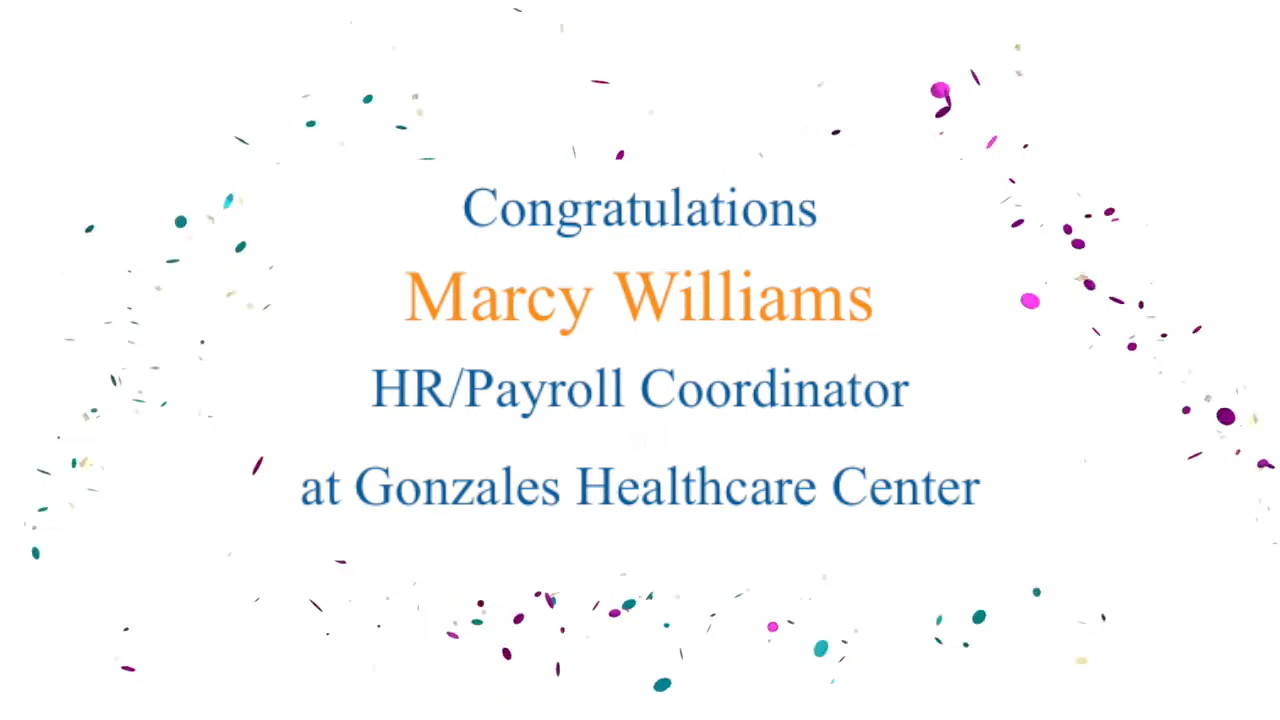 Congratulations
Marcy Williams
HR/Payroll Coordinator
at Gonzales Healthcare Center